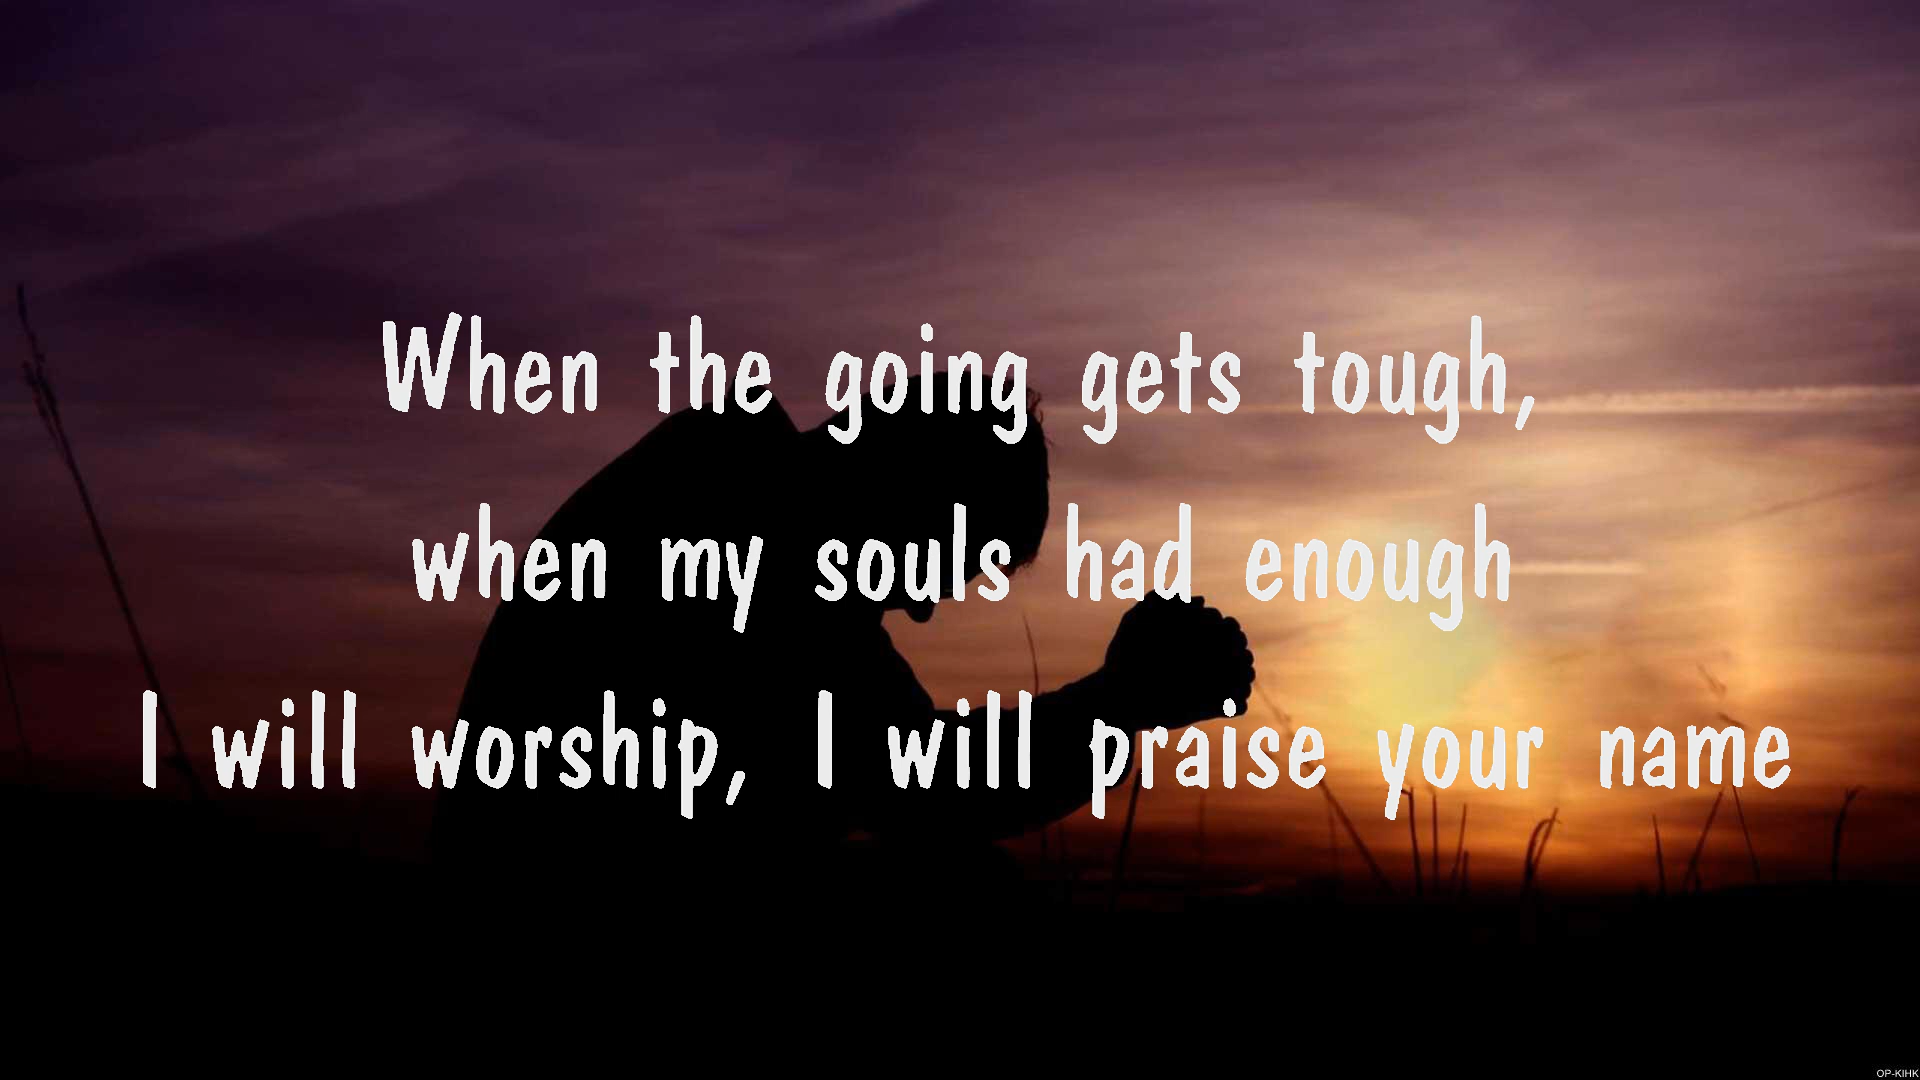 When the going gets tough,
when my souls had enough
I will worship, I will praise your name
OP-KIHK